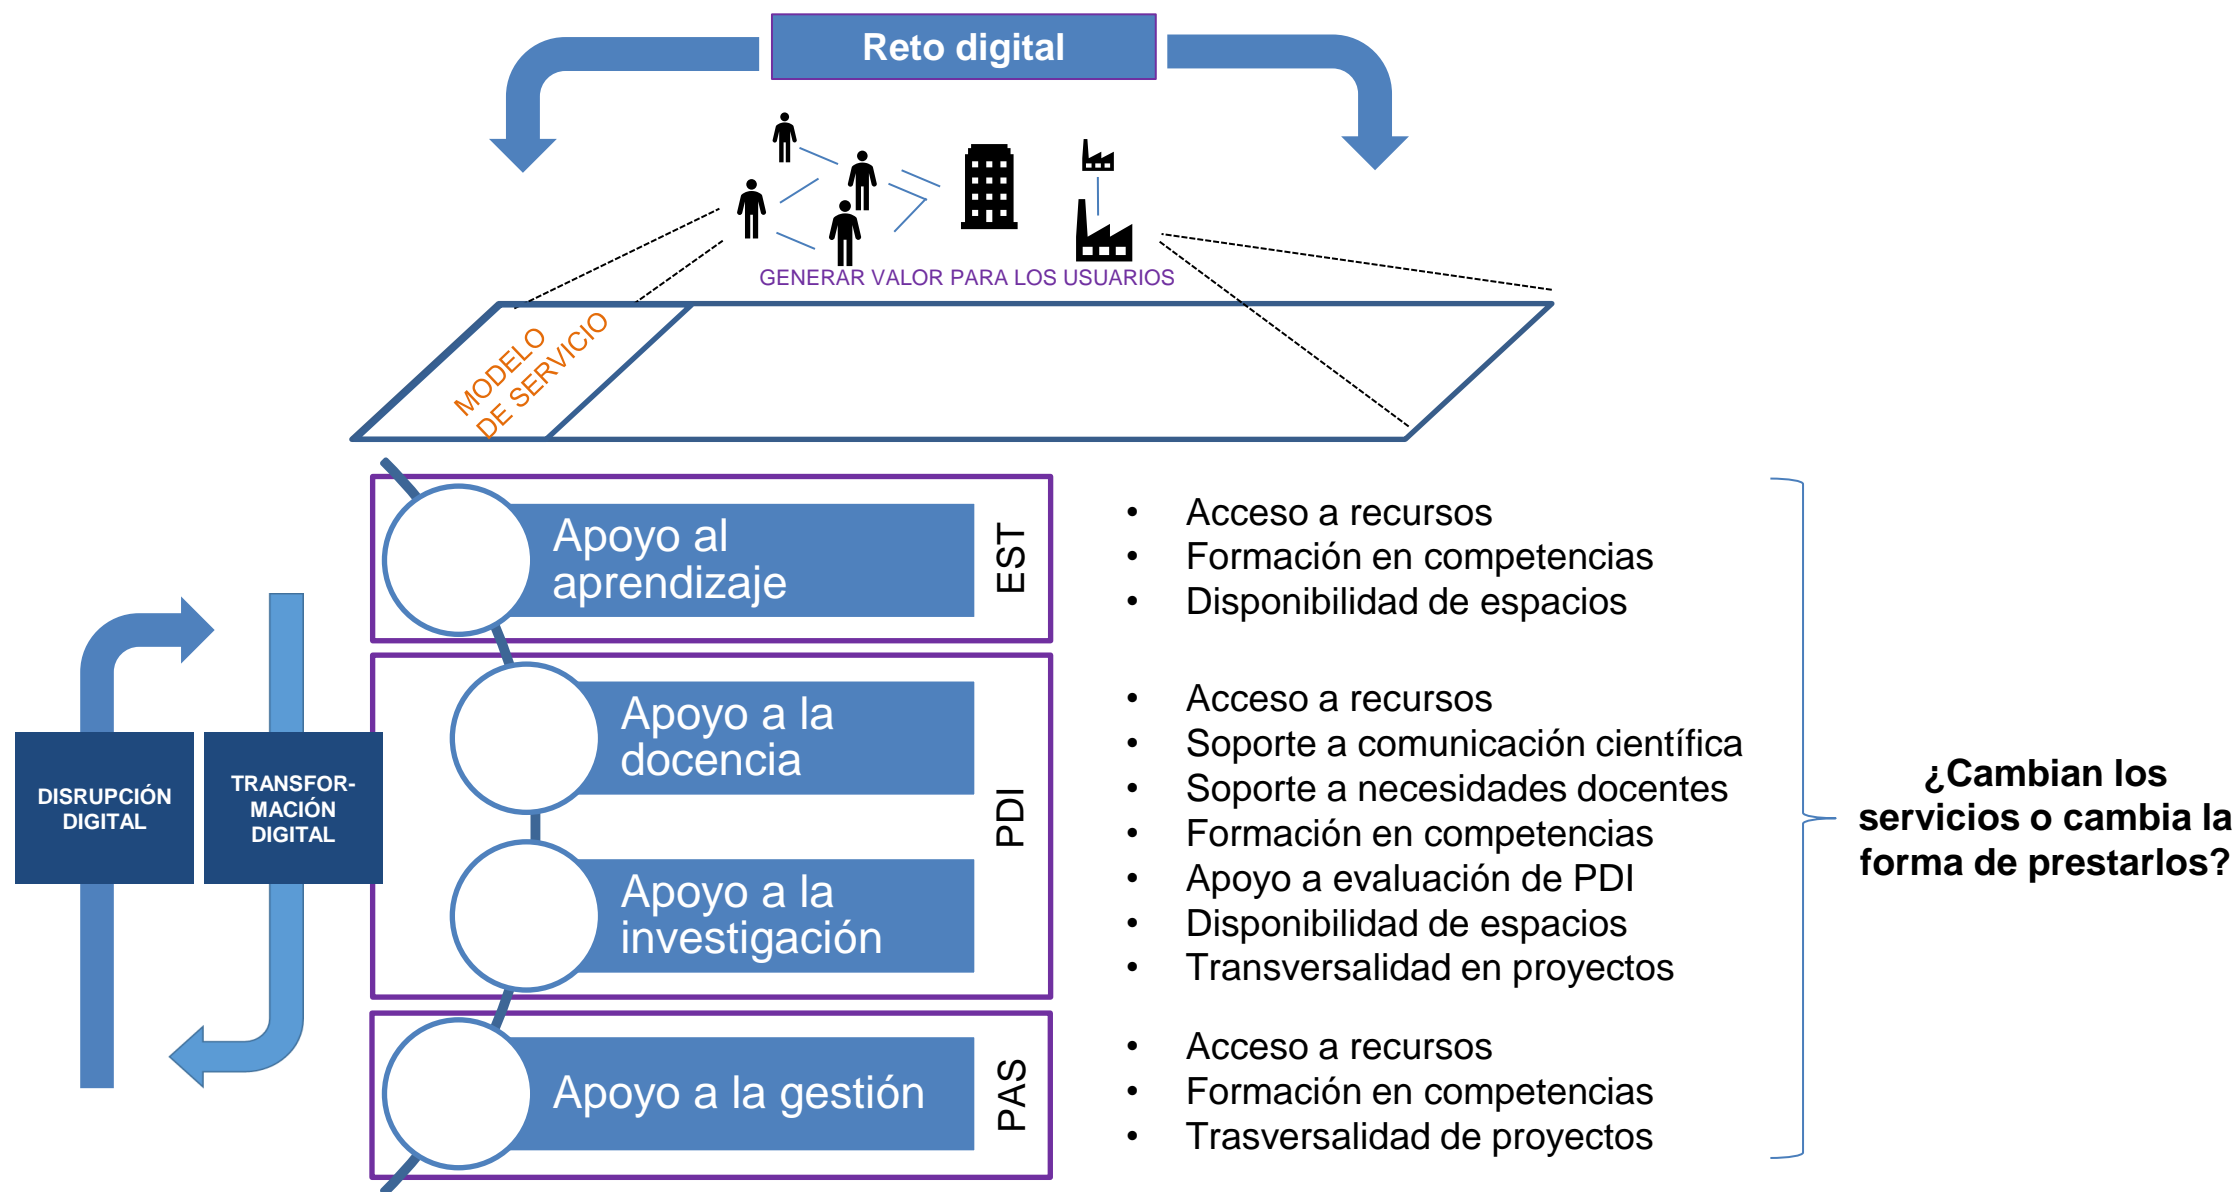 Reto digital
GENERAR VALOR PARA LOS USUARIOS
MODELO
DE SERVICIO
DISRUPCIÓN
DIGITAL
TRANSFOR-
MACIÓN
DIGITAL
Apoyo al
aprendizaje
EST
• Acceso a recursos
• Formación en competencias
• Disponibilidad de espacios
Apoyo a la
docencia
Apoyo a la
investigación
PDI
• Acceso a recursos
• Soporte a comunicación científica
• Soporte a necesidades docentes
• Formación en competencias
• Apoyo a evaluación de PDI
• Disponibilidad de espacios
• Transversalidad en proyectos
Apoyo a la gestión
PAS
• Acceso a recursos
• Formación en competencias
• Trasversalidad de proyectos
¿Cambian los
servicios o cambia la
forma de prestarlos?